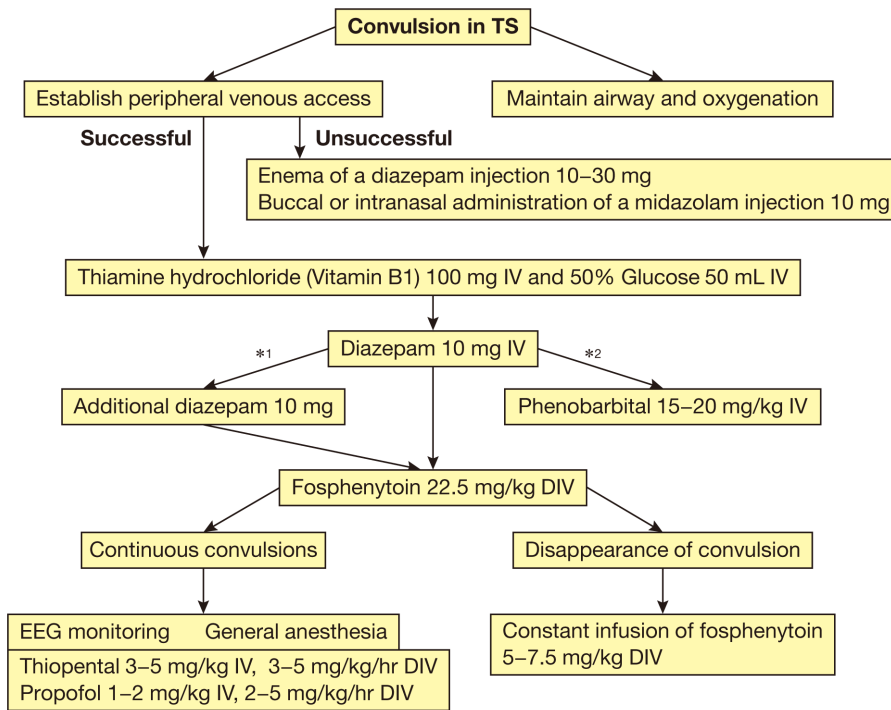 Convulsion in TS
Establish peripheral venous access
Maintain airway and oxygenation
Successful
Unsuccessful
Enema of a diazepam injection 10–30 mg
Buccal or intranasal administration of a midazolam injection 10 mg
Thiamine hydrochloride (Vitamin B1) 100 mg IV and 50% Glucose 50 mL IV
Diazepam 10 mg IV
*1
*2
Additional diazepam 10 mg
Phenobarbital 15–20 mg/kg IV
Fosphenytoin 22.5 mg/kg DIV
Continuous convulsions
Disappearance of convulsion
EEG monitoring General anesthesia
Thiopental 3–5 mg/kg IV, 3–5 mg/kg/hr DIV
Propofol 1–2 mg/kg IV, 2–5 mg/kg/hr DIV
Constant infusion of fosphenytoin
5–7.5 mg/kg DIV